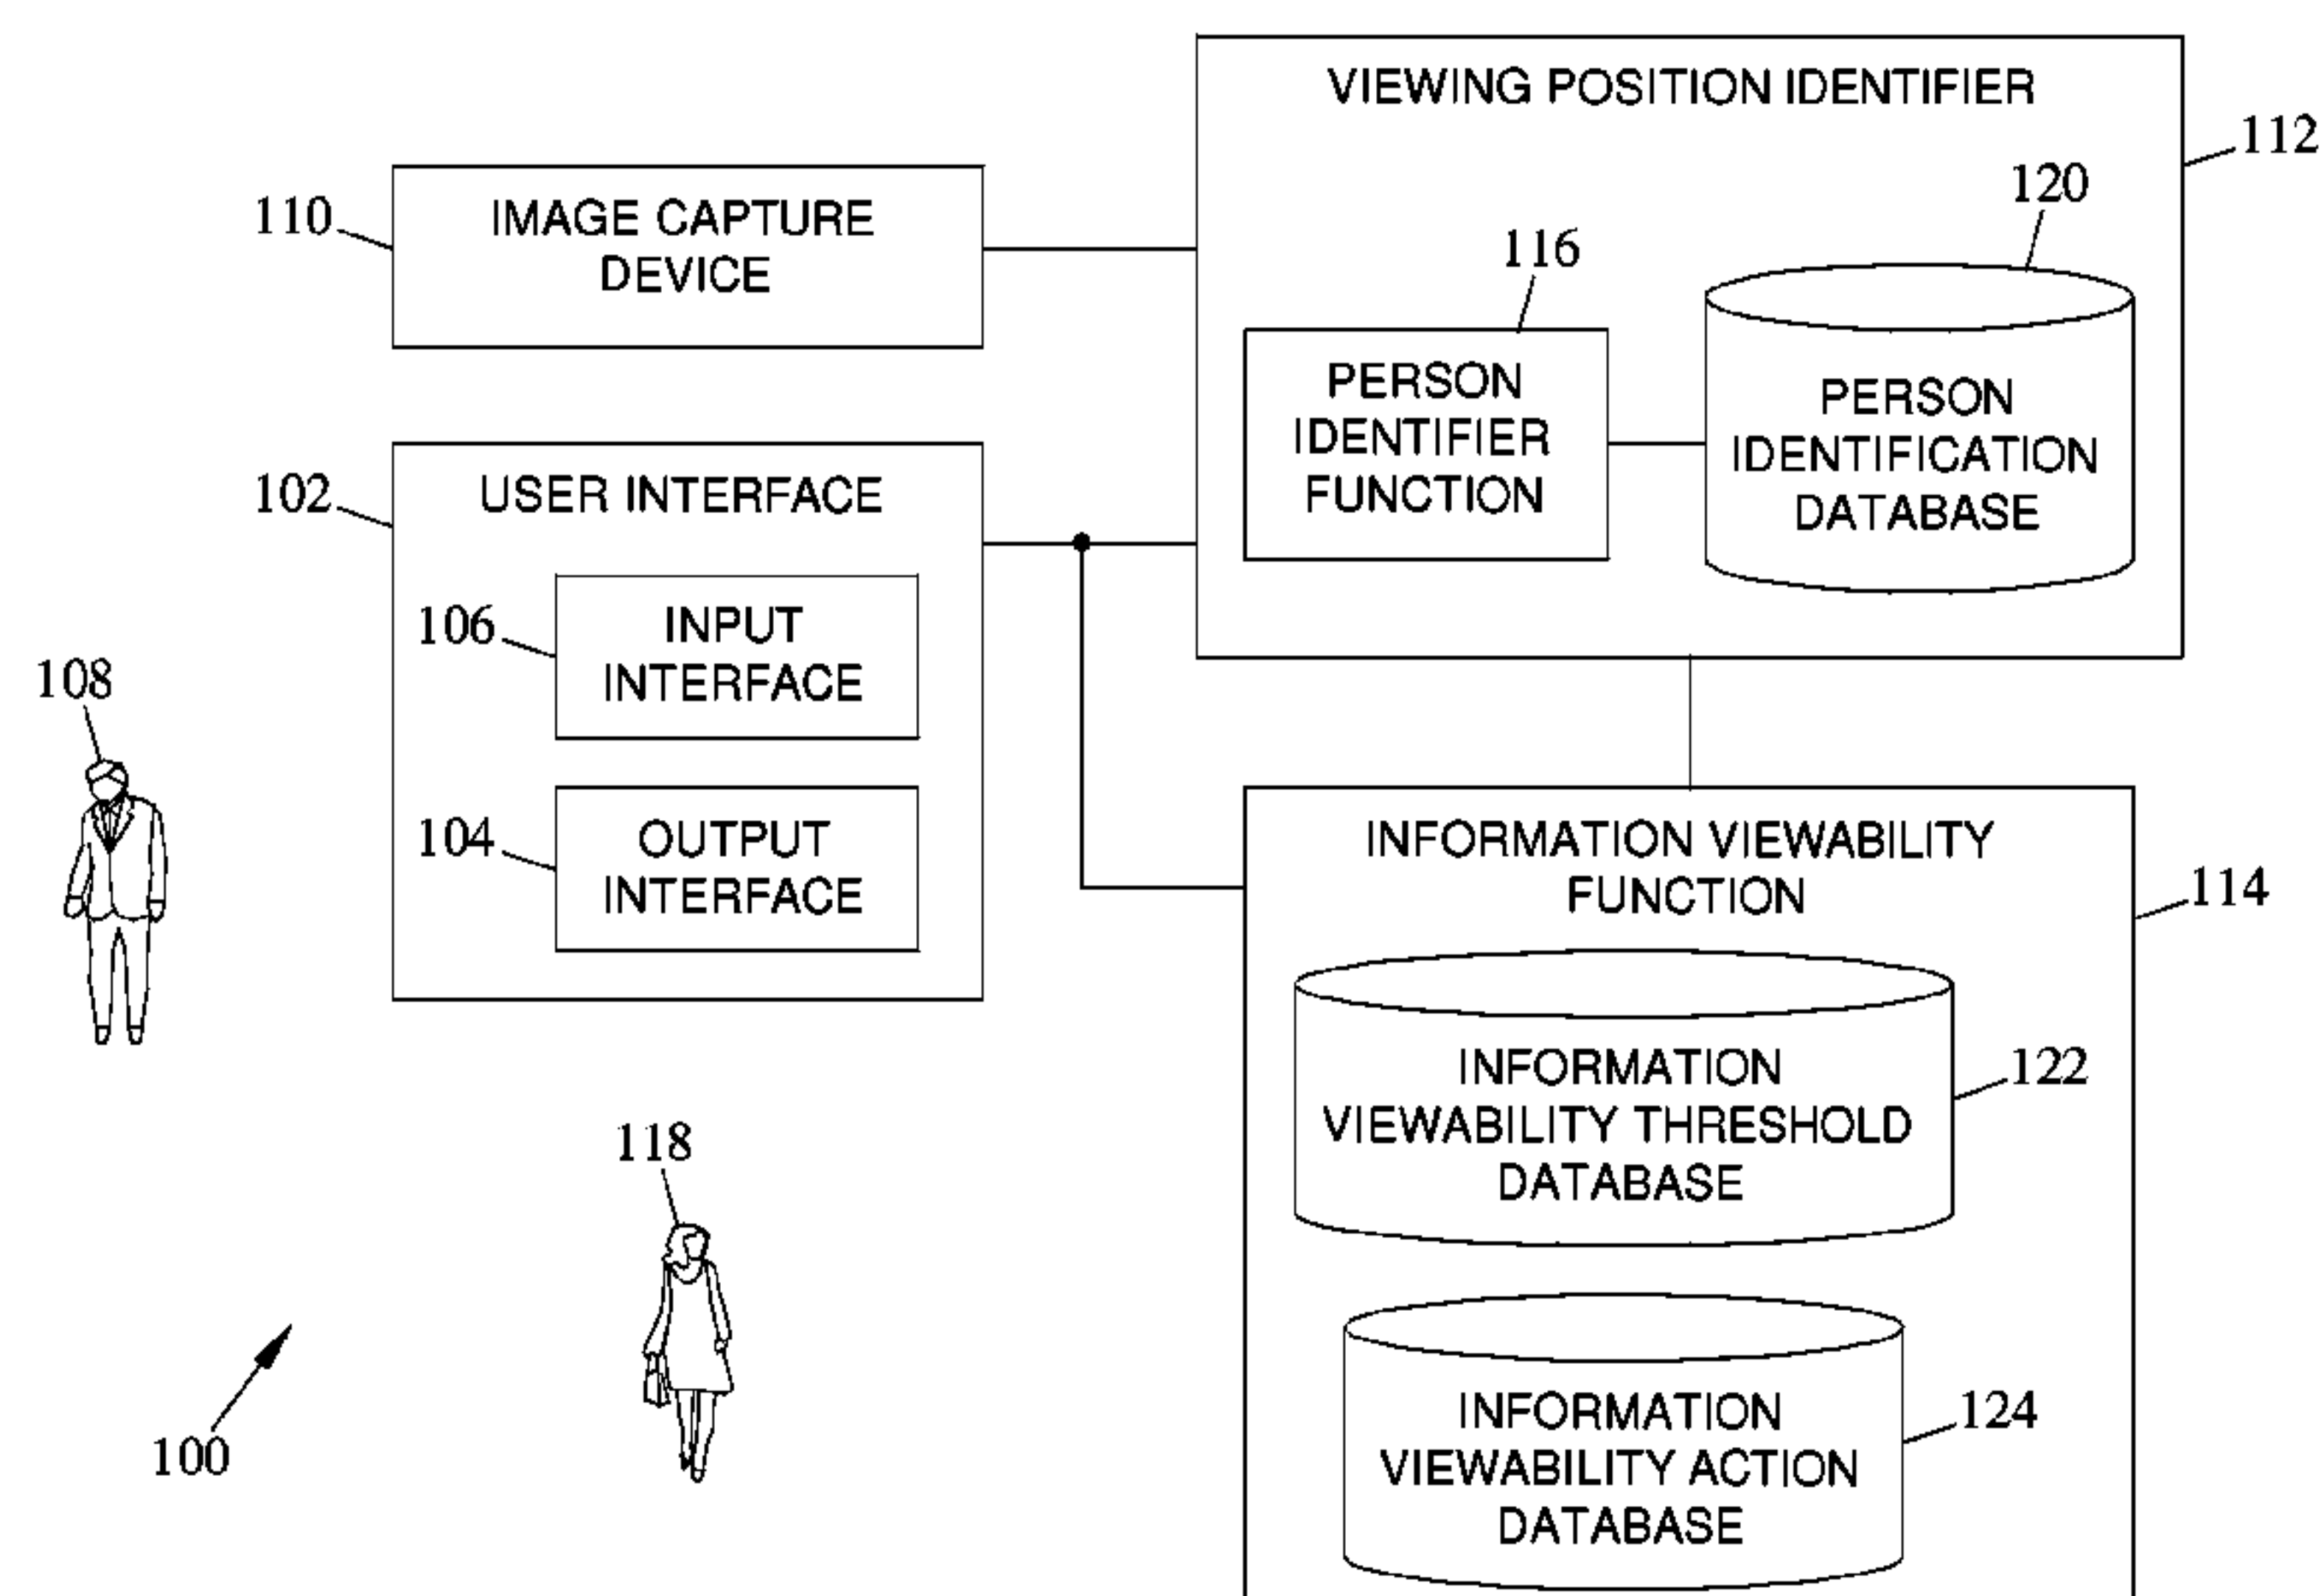 VIEWING POSITION IDENTIFIER
112
120
110
IMAGE CAPTURE
DEVICE
116
PERSON
IDENTIFIER
FUNCTION
PERSON
IDENTIFICATION
DATABASE
102
USER INTERFACE
106
INPUT
INTERFACE
108
104
OUTPUT
INTERFACE
INFORMATION VIEWABILITY
FUNCTION
114
INFORMATION
VIEWABILITY THRESHOLD
DATABASE
122
118
INFORMATION
VIEWABILITY ACTION
DATABASE
124
100